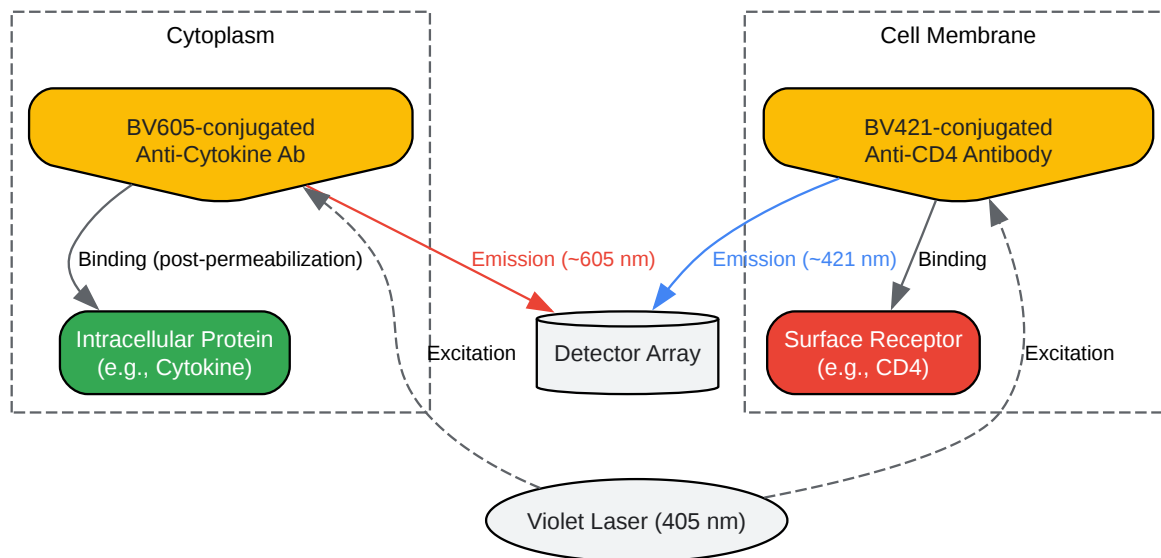 Cytoplasm
Cell Membrane
BV605-conjugated
Anti-Cytokine Ab
BV421-conjugated
Anti-CD4 Antibody
Binding (post-permeabilization)
Emission (~605 nm)
Emission (~421 nm)
Binding
Intracellular Protein
(e.g., Cytokine)
Excitation
Detector Array
Surface Receptor
(e.g., CD4)
Excitation
Violet Laser (405 nm)